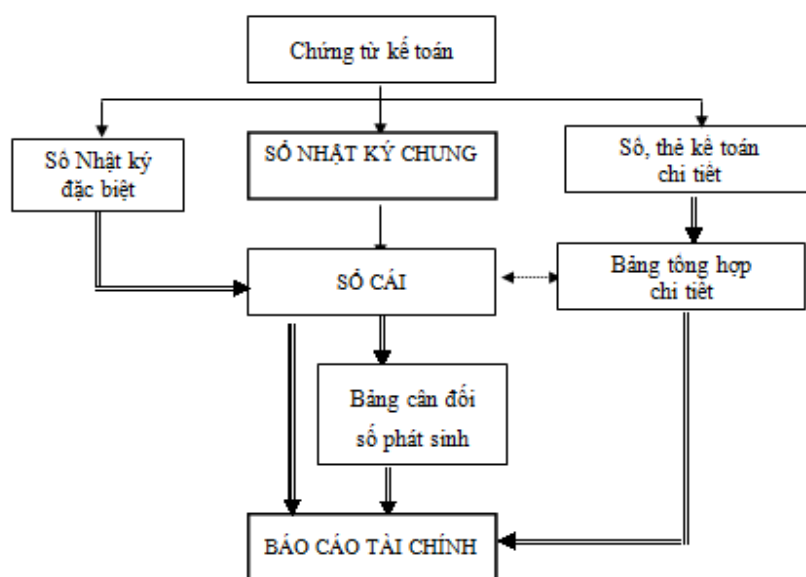 Chứng từ kế toán
Sổ Nhật ký
đặc biệt
SỔ NHẬT KÝ CHUNG
Sổ, thẻ kế toán
chi tiết
SỔ CÁI
Bảng tổng hợp
chi tiết
Bảng cân đối
số phát sinh
BÁO CÁO TÀI CHÍNH